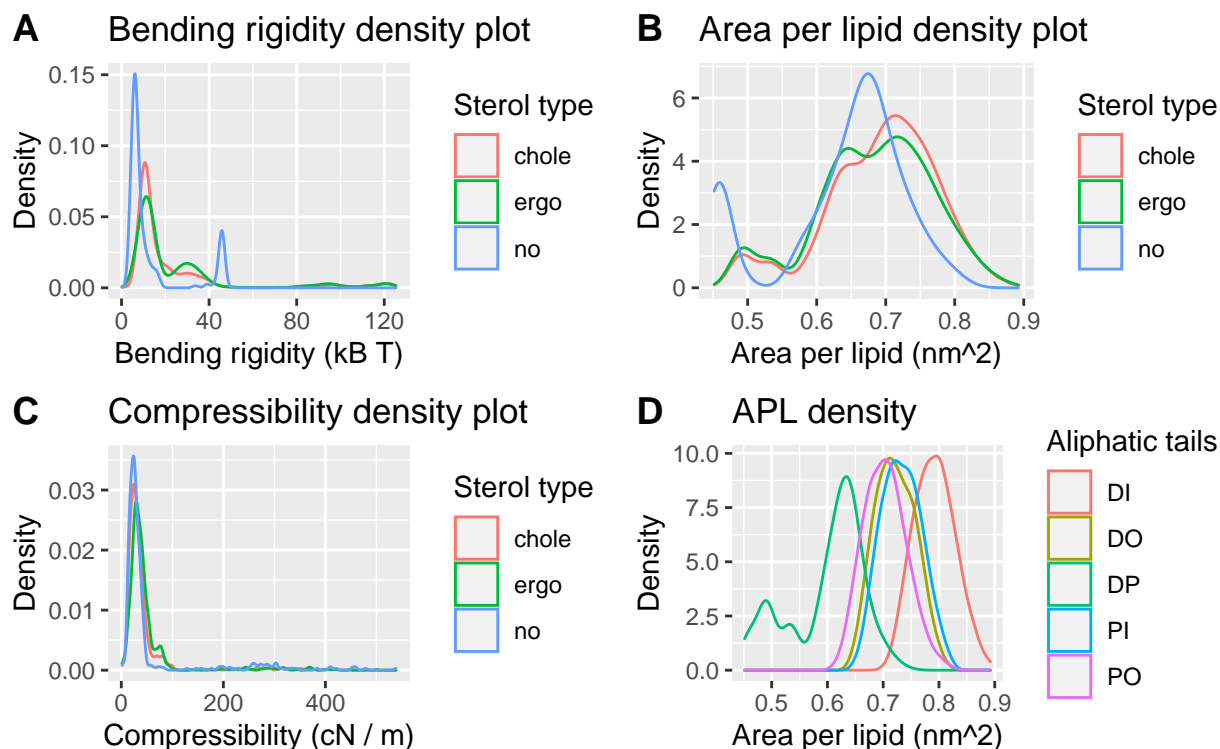 A Bending rigidity density plot
0.15
0.10
0.05
0.00
Density
0 40 80 120
Bending rigidity (kB T)
Sterol type
chole
ergo
no
B Area per lipid density plot
6
4
2
0
Density
0.5 0.6 0.7 0.8 0.9
Area per lipid (nm^2)
Sterol type
chole
ergo
no
C Compressibility density plot
0.03
0.02
0.01
0.00
Density
0 200 400
Compressibility (cN / m)
Sterol type
chole
ergo
no
D APL density
10.0
7.5
5.0
2.5
0.0
Density
0.5 0.6 0.7 0.8 0.9
Area per lipid (nm^2)
Aliphatic tails
DI
DO
DP
PI
PO